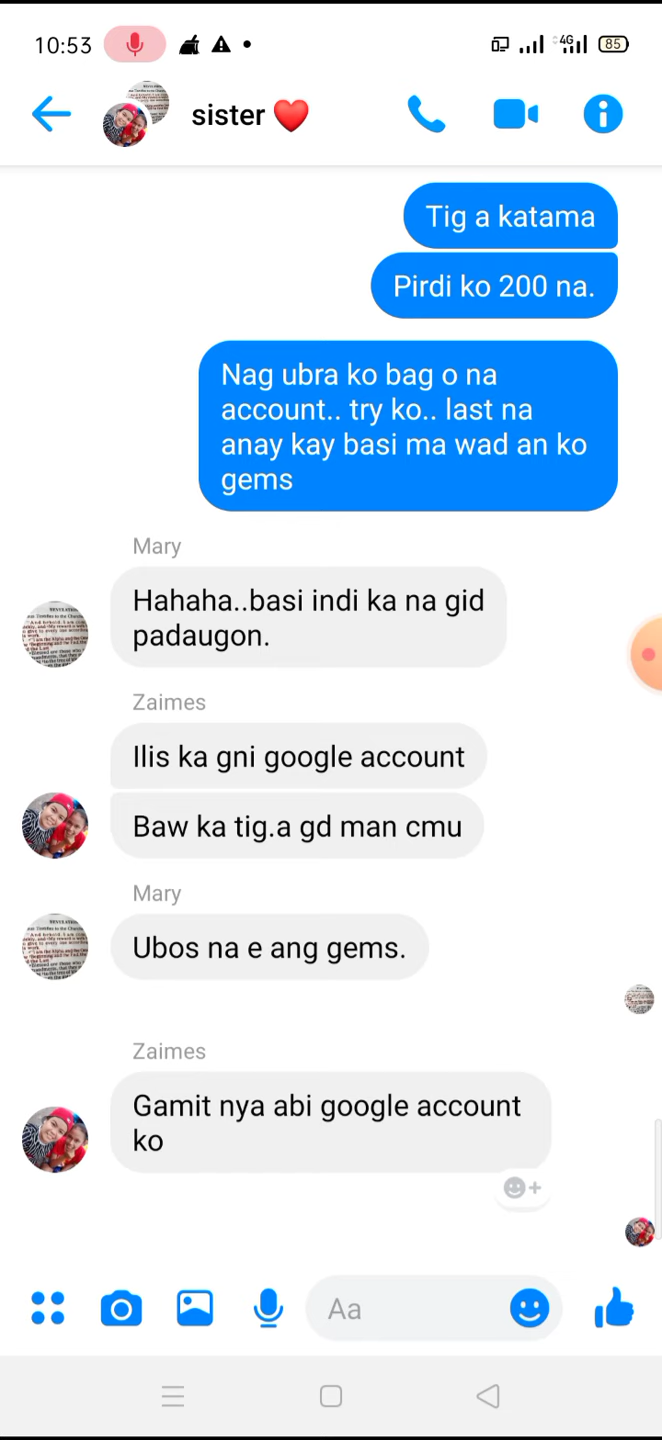 10:53
4G
85
sister ❤️
Tig a katama
Pirdi ko 200 na.
Nag ubra ko bag o na
account.. try ko.. last na
anay kay basi ma wad an ko
gems
Mary
Hahaha..basi indi ka na gid
padaugon.
Zaimes
Ilis ka gni google account
Baw ka tig.a gd man cmu
Mary
Ubos na e ang gems.
Zaimes
Gamit nya abi google account
ko
Aa